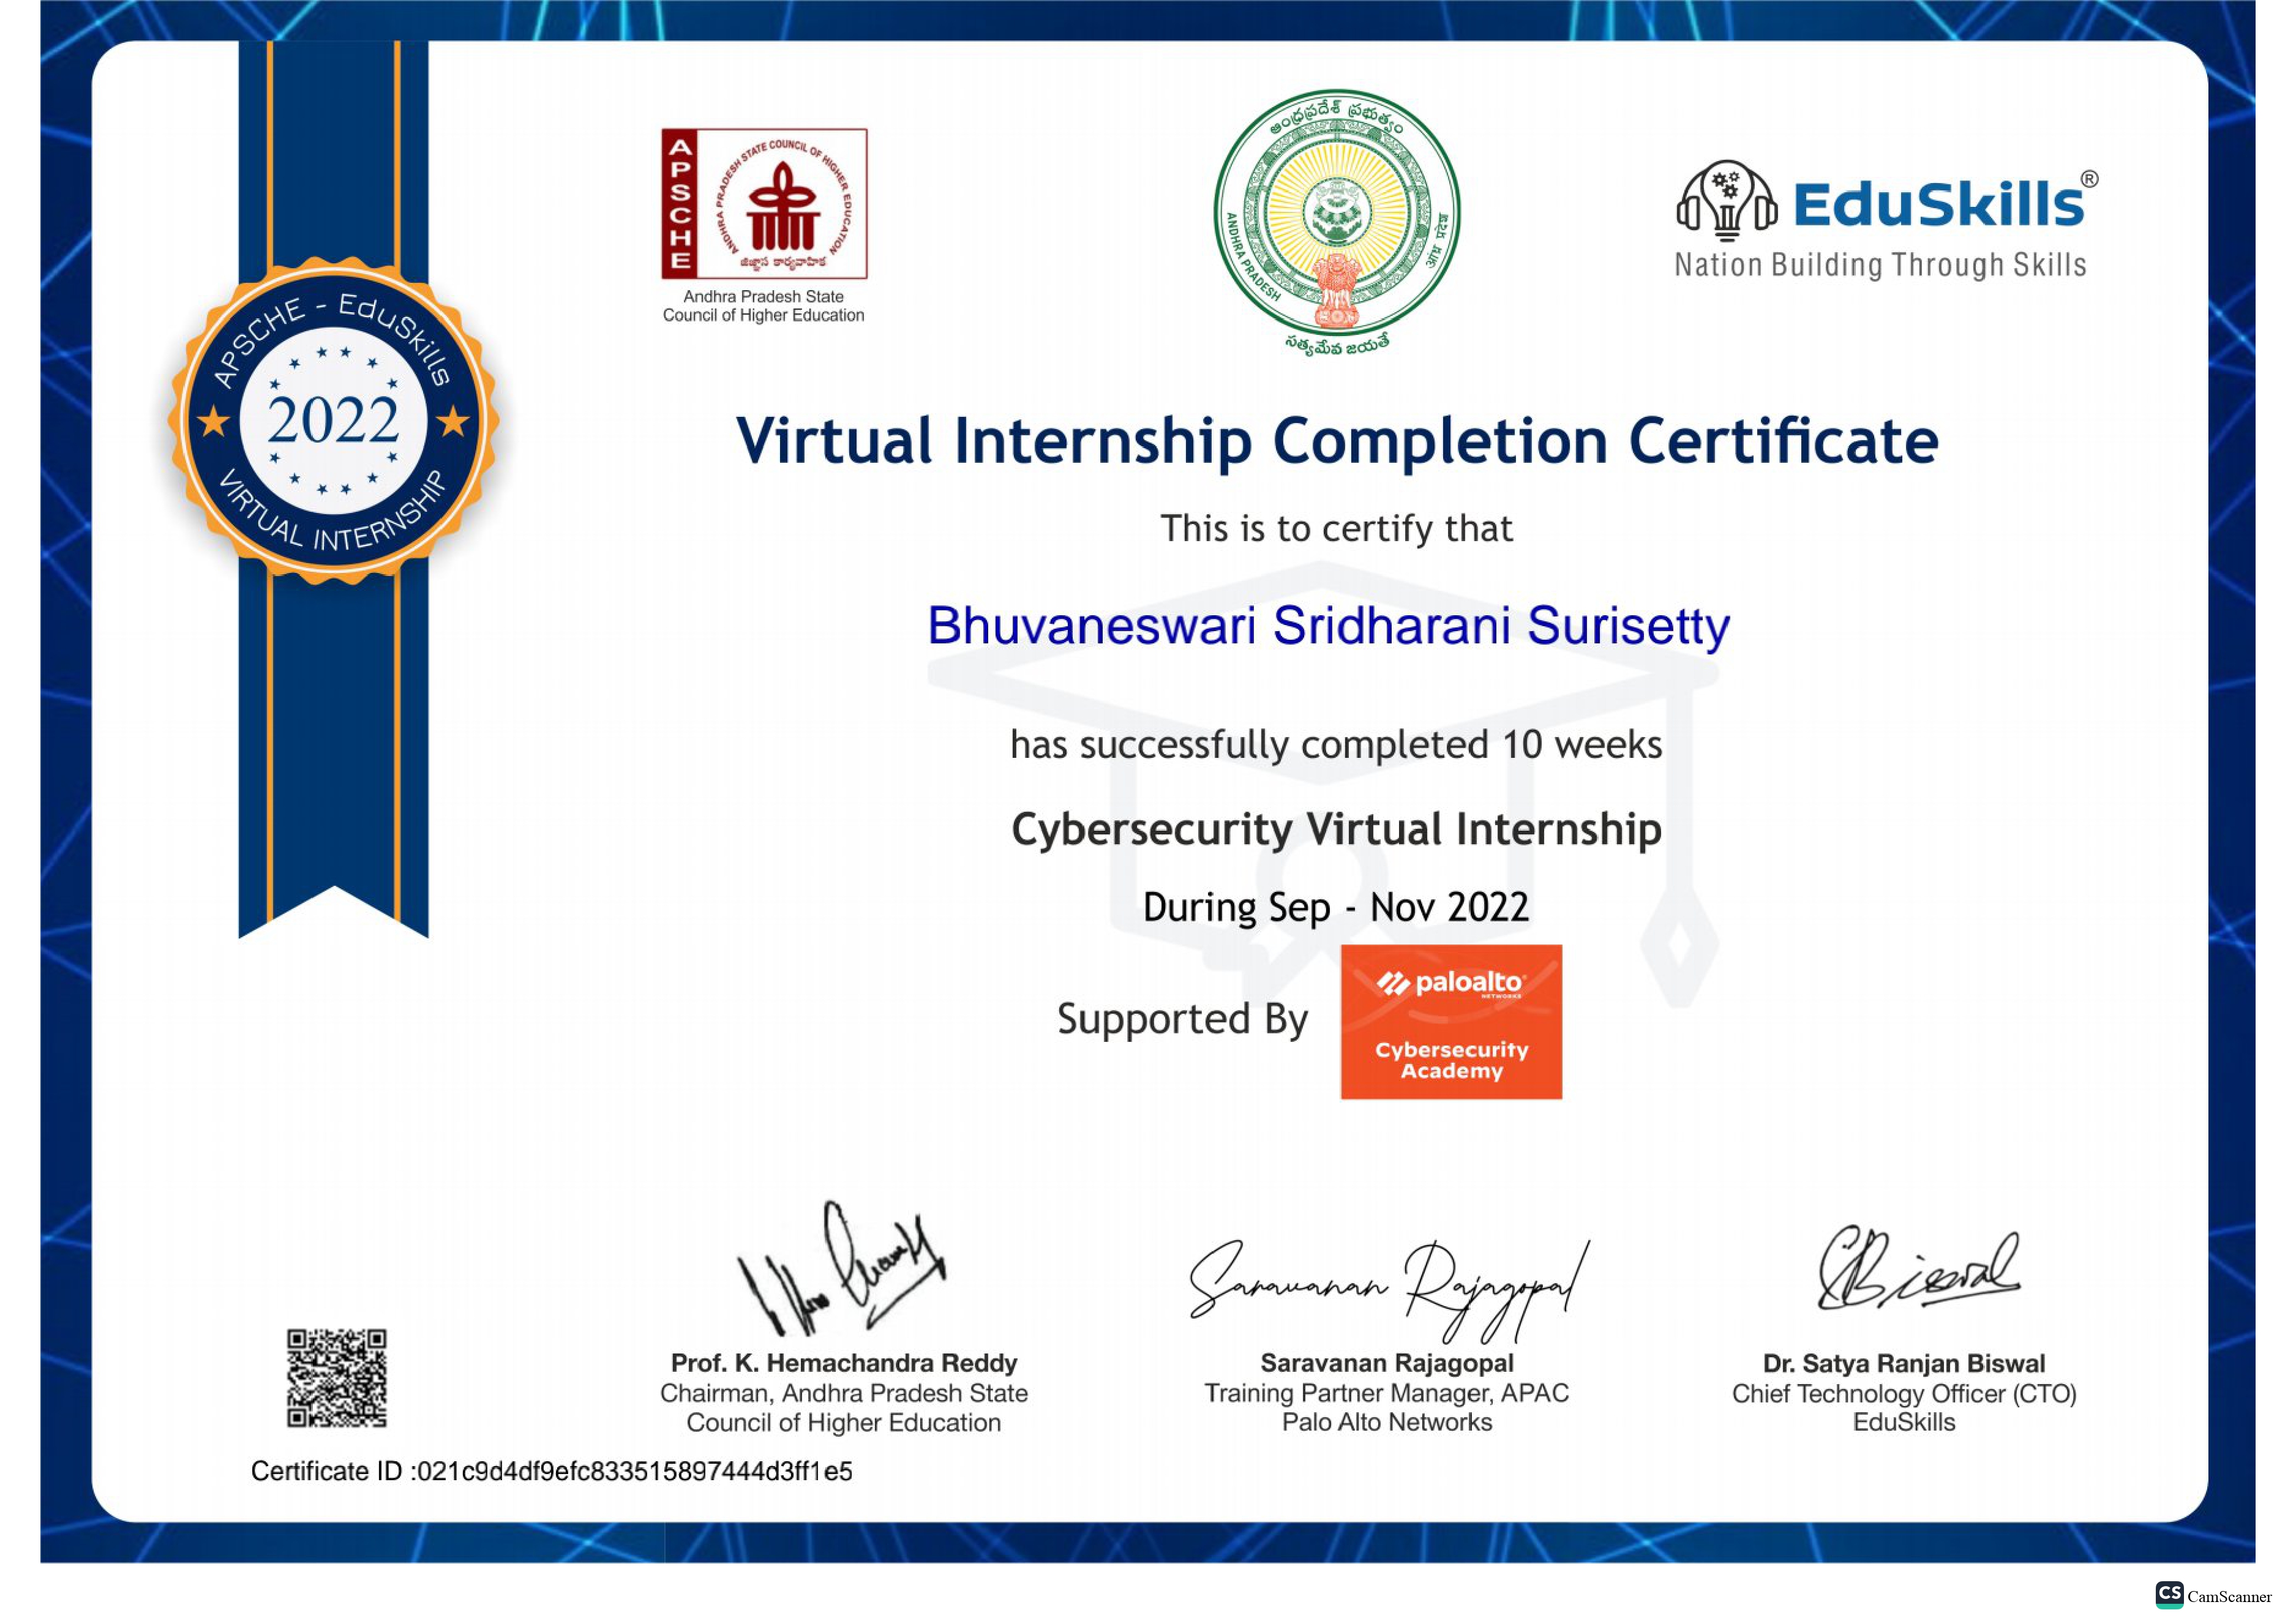 APSCHE
ANDHRA PRADESH STATE COUNCIL OF HIGHER EDUCATION
జిజ్ఞాస కార్యవాహిక
Andhra Pradesh State
Council of Higher Education
ఆంధ్రప్రదేశ్ ప్రభుత్వం
ANDHRA PRADESH
आंध्र प्रदेश
సత్యమేవ జయతే
EduSkills®
Nation Building Through Skills
APSCHE - EduSkills
2022
VIRTUAL INTERNSHIP
Virtual Internship Completion Certificate
This is to certify that
Bhuvaneswari Sridharani Surisetty
has successfully completed 10 weeks
Cybersecurity Virtual Internship
During Sep - Nov 2022
Supported By
paloalto
NETWORKS
Cybersecurity
Academy
Saravanan Rajagopal
Biswal
Prof. K. Hemachandra Reddy
Chairman, Andhra Pradesh State
Council of Higher Education
Saravanan Rajagopal
Training Partner Manager, APAC
Palo Alto Networks
Dr. Satya Ranjan Biswal
Chief Technology Officer (CTO)
EduSkills
Certificate ID :021c9d4df9efc833515897444d3ff1e5
CS CamScanner